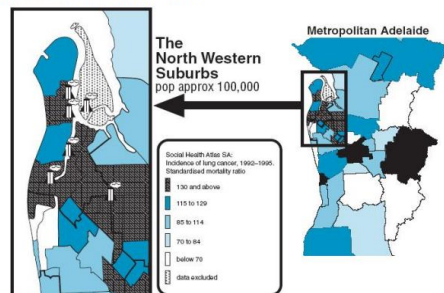 Metropolitan Adelaide
The
North Western
Suburbs
pop approx 100,000
Social Health Atlas SA:
Incidence of lung cancer, 1992–1995.
Standardised mortality ratio
130 and above
115 to 129
85 to 114
70 to 84
below 70
data excluded